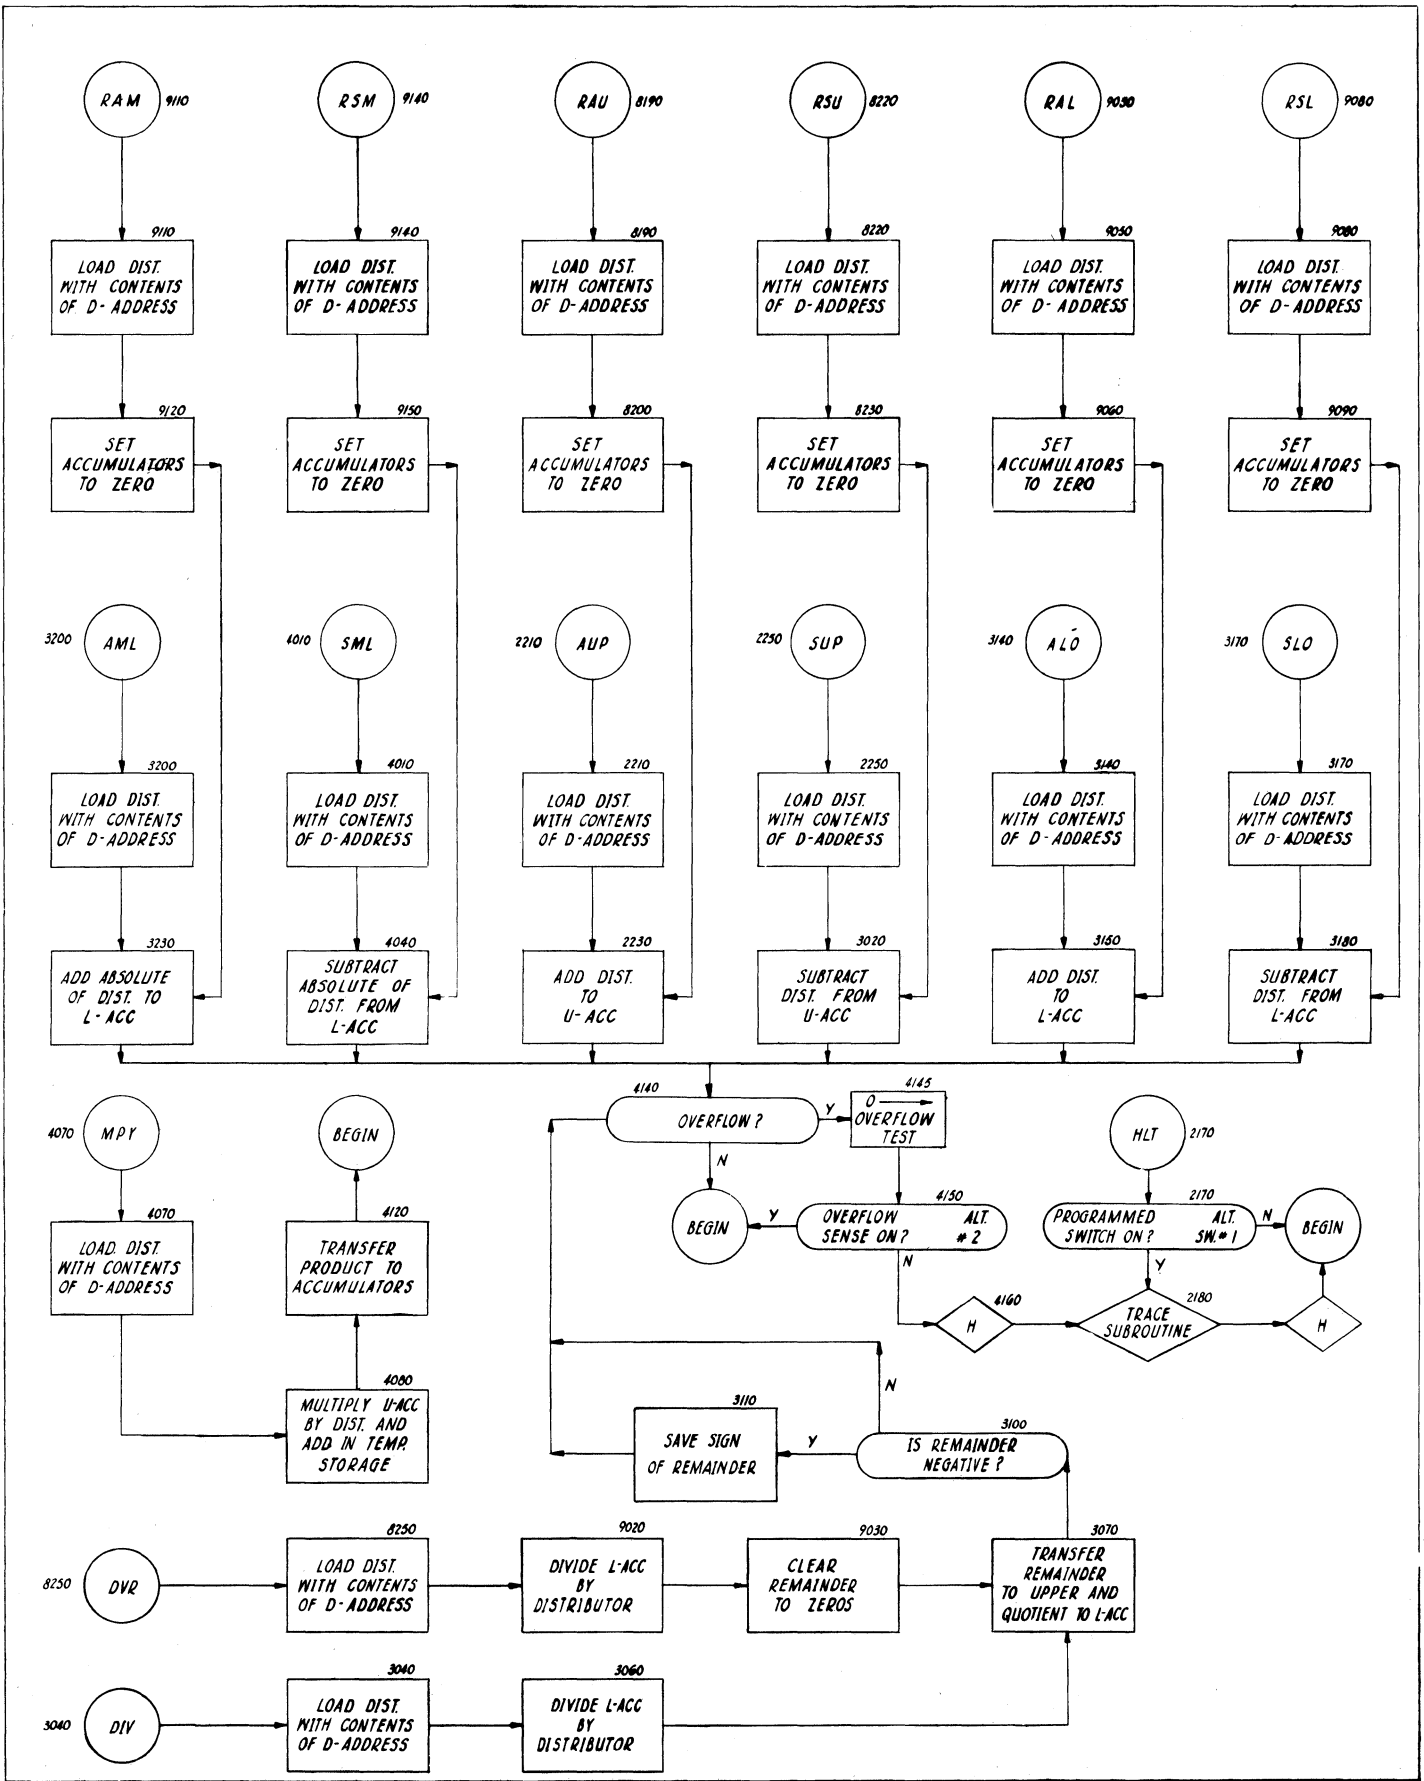 RAM 9110
RSM 9140
RAU 8190
RSU 8220
RAL 9050
RSL 9080
9110
LOAD DIST.
WITH CONTENTS
OF D-ADDRESS
9140
LOAD DIST.
WITH CONTENTS
OF D-ADDRESS
8190
LOAD DIST.
WITH CONTENTS
OF D-ADDRESS
8220
LOAD DIST.
WITH CONTENTS
OF D-ADDRESS
9050
LOAD DIST.
WITH CONTENTS
OF D-ADDRESS
9080
LOAD DIST.
WITH CONTENTS
OF D-ADDRESS
9120
SET
ACCUMULATORS
TO ZERO
9150
SET
ACCUMULATORS
TO ZERO
8200
SET
ACCUMULATORS
TO ZERO
8230
SET
ACCUMULATORS
TO ZERO
9060
SET
ACCUMULATORS
TO ZERO
9090
SET
ACCUMULATORS
TO ZERO
3200 AML
4010 SML
2210 AUP
2250 SUP
3140 ALO
3170 SLO
3200
LOAD DIST.
WITH CONTENTS
OF D-ADDRESS
4010
LOAD DIST.
WITH CONTENTS
OF D-ADDRESS
2210
LOAD DIST.
WITH CONTENTS
OF D-ADDRESS
2250
LOAD DIST.
WITH CONTENTS
OF D-ADDRESS
3140
LOAD DIST.
WITH CONTENTS
OF D-ADDRESS
3170
LOAD DIST.
WITH CONTENTS
OF D-ADDRESS
3230
ADD ABSOLUTE
OF DIST. TO
L-ACC
4040
SUBTRACT
ABSOLUTE OF
DIST. FROM
L-ACC
2230
ADD DIST.
TO
U-ACC
3020
SUBTRACT
DIST. FROM
U-ACC
3150
ADD DIST.
TO
L-ACC
3180
SUBTRACT
DIST. FROM
L-ACC
4070 MPY
BEGIN
4140
OVERFLOW ?
Y
N
4145
0
OVERFLOW
TEST
HLT 2170
4070
LOAD DIST.
WITH CONTENTS
OF D-ADDRESS
4120
TRANSFER
PRODUCT TO
ACCUMULATORS
BEGIN
Y
4150
OVERFLOW ALT.
SENSE ON? #2
N
2170
PROGRAMMED ALT.
SWITCH ON? SW.#1
N
Y
BEGIN
4160
H
2180
TRACE
SUBROUTINE
H
4080
MULTIPLY U-ACC
BY DIST. AND
ADD IN TEMP.
STORAGE
3110
SAVE SIGN
OF REMAINDER
Y
N
3100
IS REMAINDER
NEGATIVE ?
8250 DVR
8250
LOAD DIST.
WITH CONTENTS
OF D-ADDRESS
9020
DIVIDE L-ACC
BY
DISTRIBUTOR
9030
CLEAR
REMAINDER
TO ZEROS
3070
TRANSFER
REMAINDER
TO UPPER AND
QUOTIENT TO L-ACC
3040 DIV
3040
LOAD DIST.
WITH CONTENTS
OF D-ADDRESS
3060
DIVIDE L-ACC
BY
DISTRIBUTOR